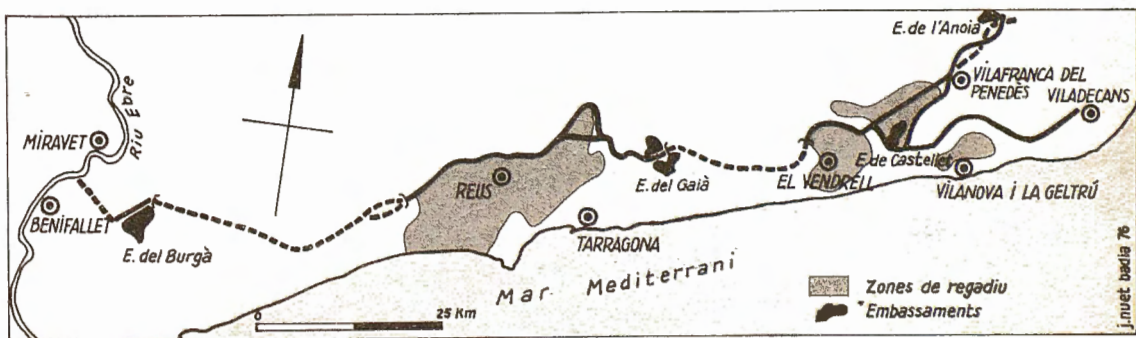 E. de l'Anoia
VILAFRANCA DEL
PENEDÈS
VILADECANS
Riu Ebre
MIRAVET
E. de Castellet
REUS
E. del Gaià
EL VENDRELL
VILANOVA I LA GELTRÚ
BENIFALLET
E. del Burgà
TARRAGONA
Mar Mediterrani
0 25 Km
Zones de regadiu
Embassaments
j.nuet badia 76